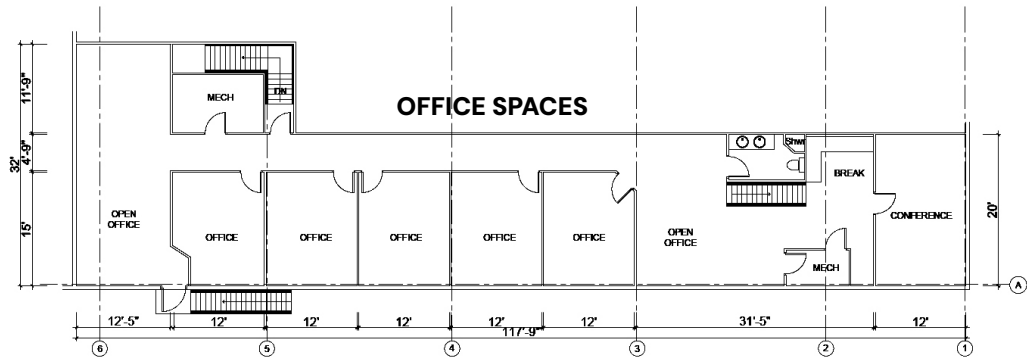 DN
MECH
OFFICE SPACES
11'-9"
4'-9"
32'
15'
Shwr
BREAK
OPEN
OFFICE
OFFICE
OFFICE
OFFICE
OFFICE
OFFICE
OPEN
OFFICE
CONFERENCE
20'
MECH
A
12'-5"
12'
12'
12'
12'
12'
31'-5"
12'
117'-9"
6
5
4
3
2
1